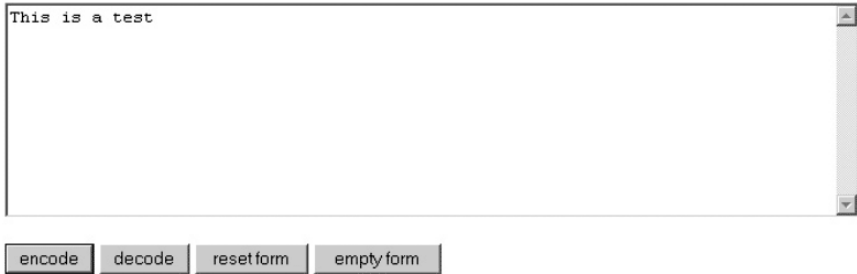 This is a test
encode decode reset form empty form